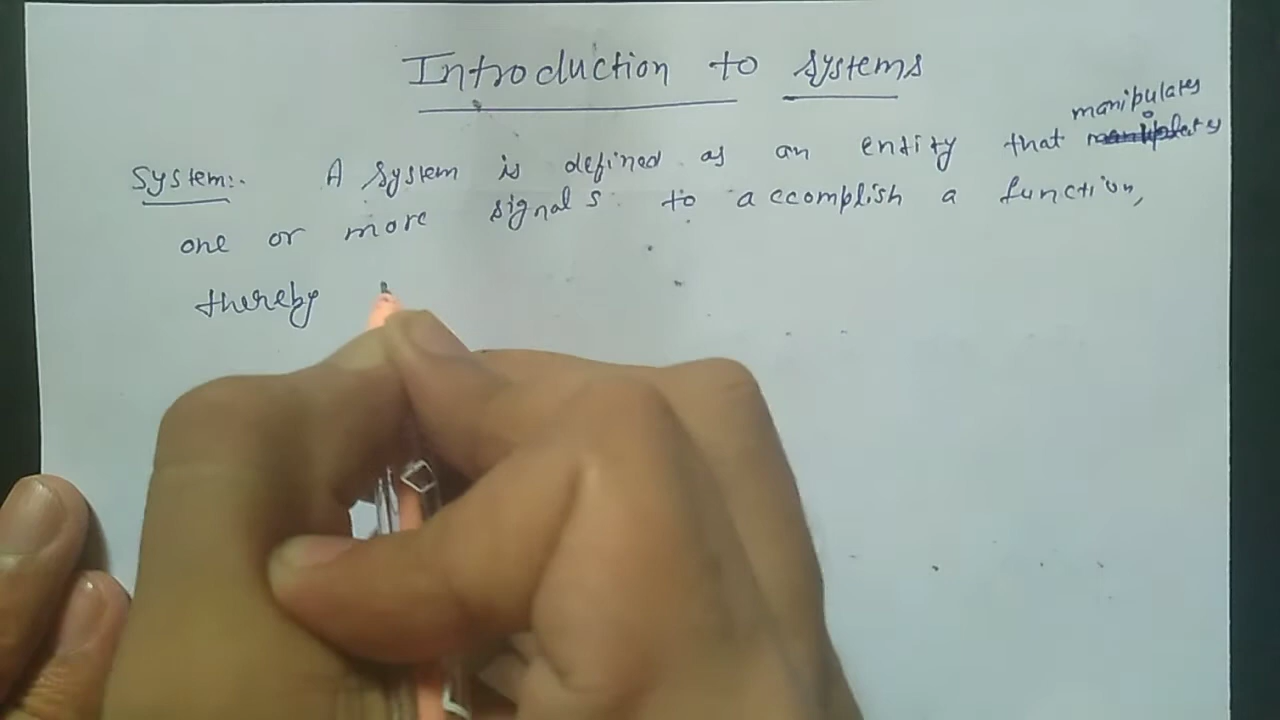 Introduction to systems
manipulates
System:- A system is defined as an entity that
one or more signals to accomplish a function,
thereby